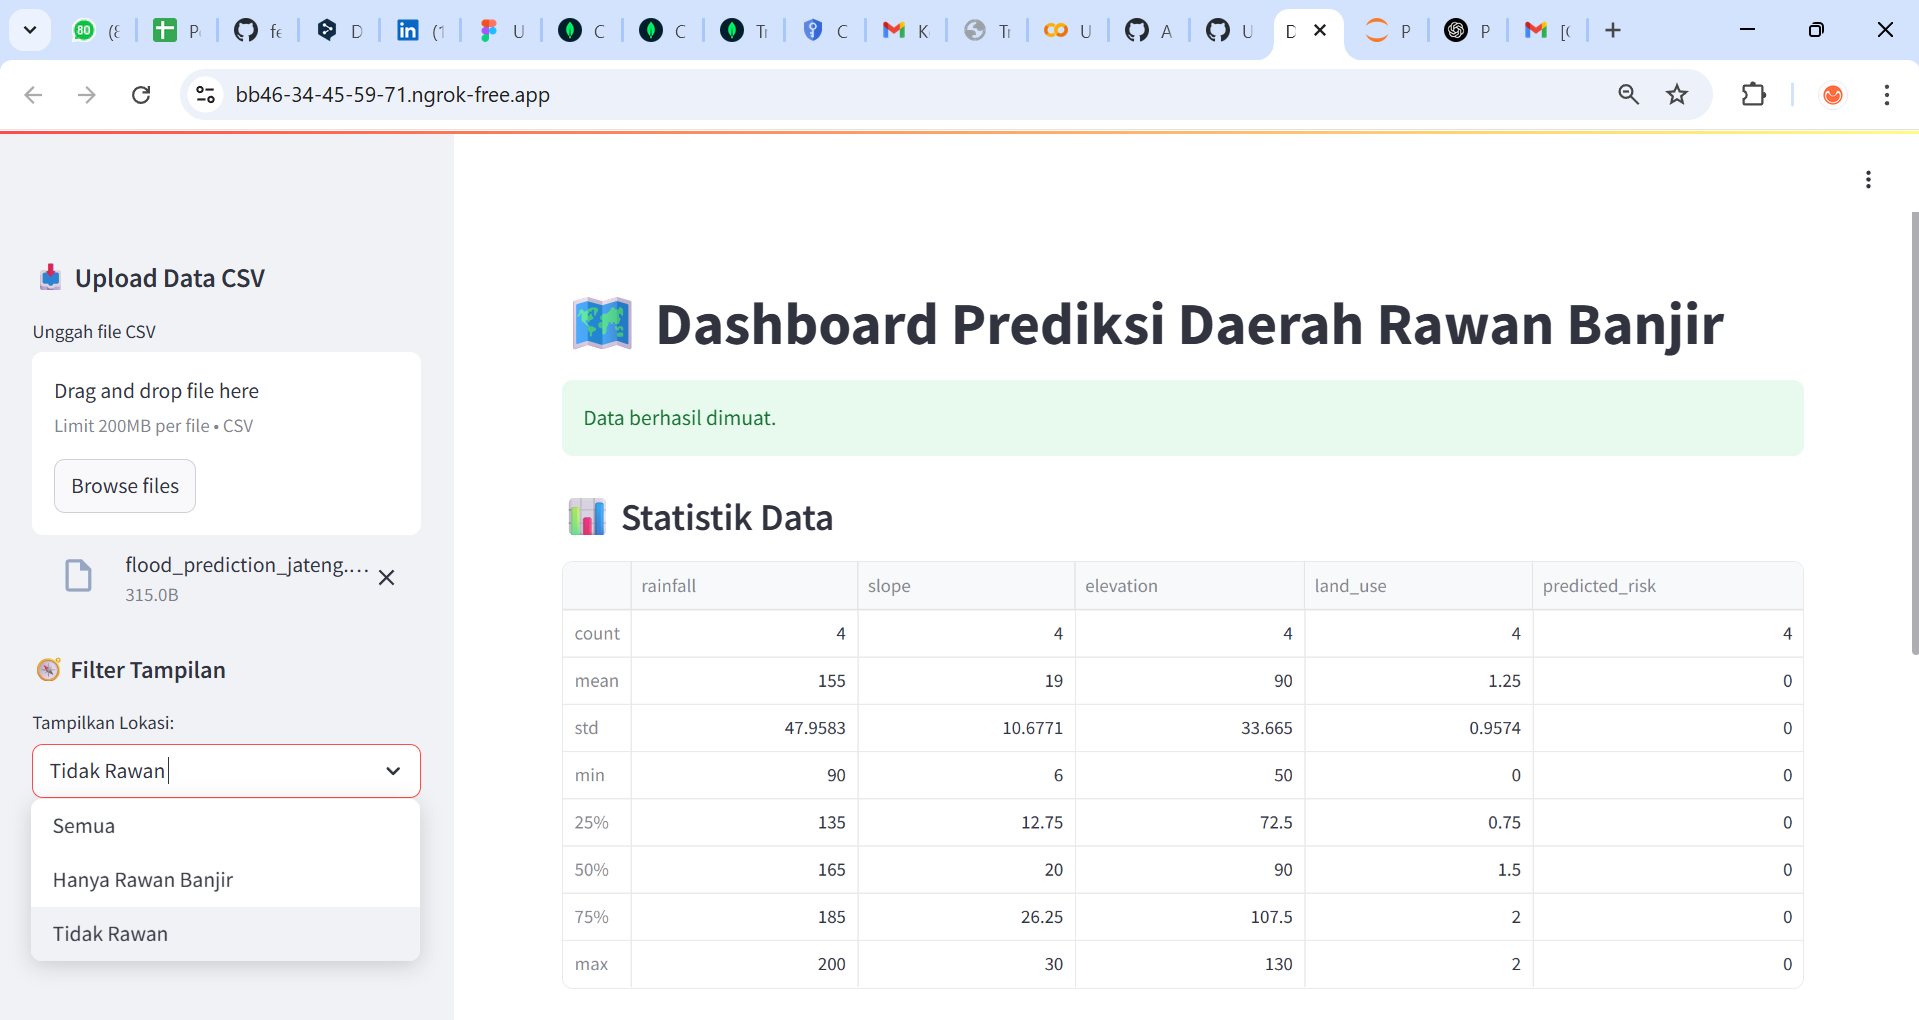 80 (8
P
fe
D
in (1
U
C
C
Tr
C
K
Tr
U
A
U
D
P
P
[C
bb46-34-45-59-71.ngrok-free.app
Upload Data CSV
Unggah file CSV
Drag and drop file here
Limit 200MB per file • CSV
Browse files
flood_prediction_jateng....
315.0B
Filter Tampilan
Tampilkan Lokasi:
Tidak Rawan
Semua
Hanya Rawan Banjir
Tidak Rawan
Dashboard Prediksi Daerah Rawan Banjir
Data berhasil dimuat.
Statistik Data
rainfall slope elevation land_use predicted_risk
count 4 4 4 4 4
mean 155 19 90 1.25 0
std 47.9583 10.6771 33.665 0.9574 0
min 90 6 50 0 0
25% 135 12.75 72.5 0.75 0
50% 165 20 90 1.5 0
75% 185 26.25 107.5 2 0
max 200 30 130 2 0